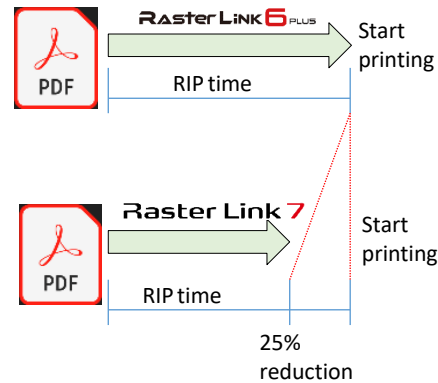 RASTER LINK 6 PLUS
Start
printing
PDF
RIP time
Raster Link 7
Start
printing
PDF
RIP time
25%
reduction